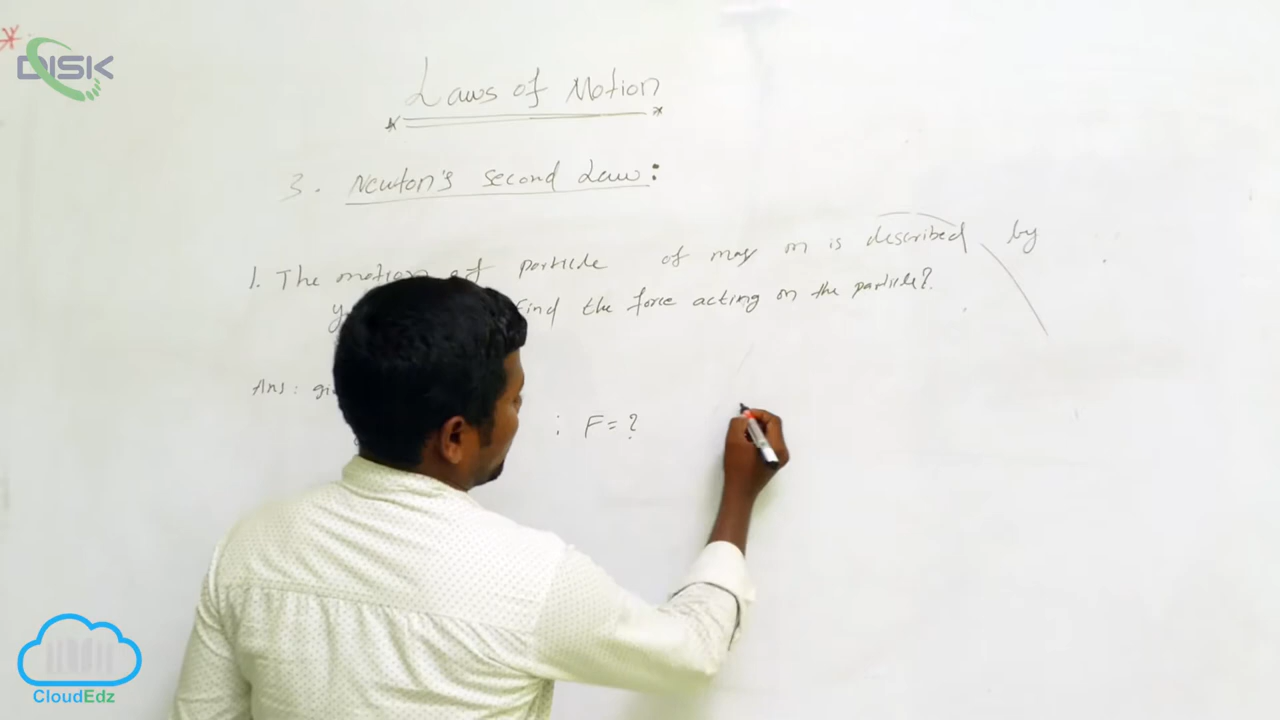 DISK
Laws of Motion
3. Newton's second Law:
1. The motion of particle of mass m is described by
y find the force acting on the particle?
Ans:
; F = ?
CloudEdz